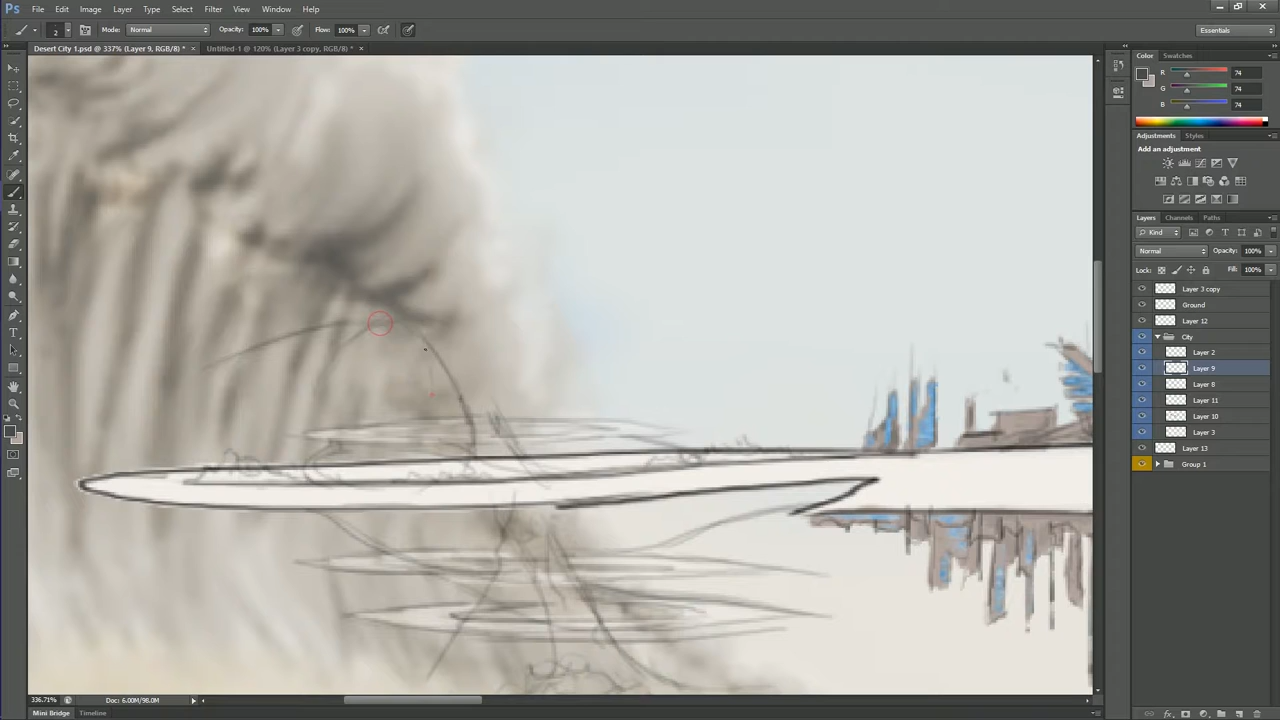 Ps File Edit Image Layer Type Select Filter View Window Help
2 Mode: Normal Opacity: 100% Flow: 100% Essentials
Desert City 1.psd @ 337% (Layer 9, RGB/8) * × Untitled-1 @ 120% (Layer 3 copy, RGB/8) * ×
Color Swatches
R 74
G 74
B 74
Adjustments Styles
Add an adjustment
Layers Channels Paths
Kind
Normal Opacity: 100%
Lock: Fill: 100%
Layer 3 copy
Ground
Layer 12
City
Layer 2
Layer 9
Layer 8
Layer 11
Layer 10
Layer 3
Layer 13
Group 1
336.71% Doc: 6.00M/98.0M
Mini Bridge Timeline